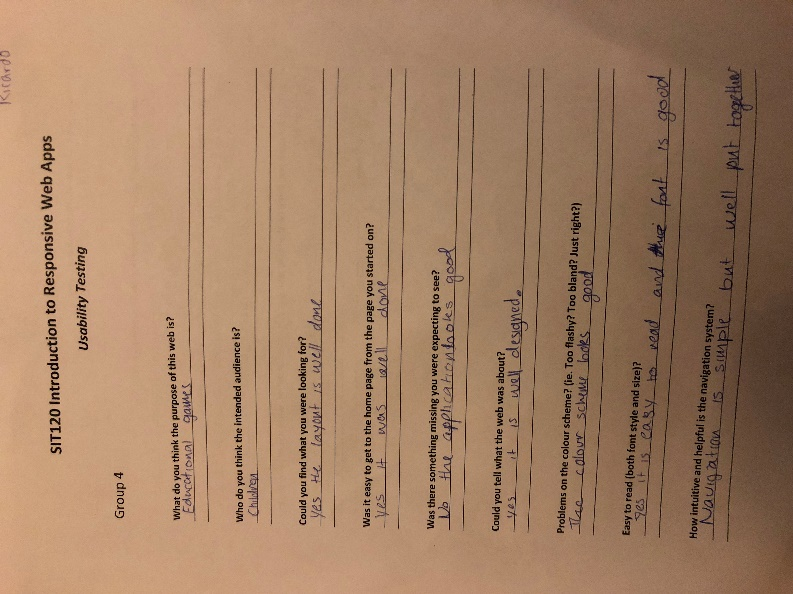 Ricardo
SIT120 Introduction to Responsive Web Apps
Usability Testing
Group 4
What do you think the purpose of this web is?
Educational games
Who do you think the intended audience is?
Children
Could you find what you were looking for?
Yes the layout is well done
Was it easy to get to the home page from the page you started on?
Yes it was well done
Was there something missing you were expecting to see?
No the application looks good
Could you tell what the web was about?
Yes it is well designed.
Problems on the colour scheme? (ie. Too flashy? Too bland? Just right?)
The colour scheme looks good
Easy to read (both font style and size)?
Yes it is easy to read and font is good
How intuitive and helpful is the navigation system?
Navigation is simple but well put together